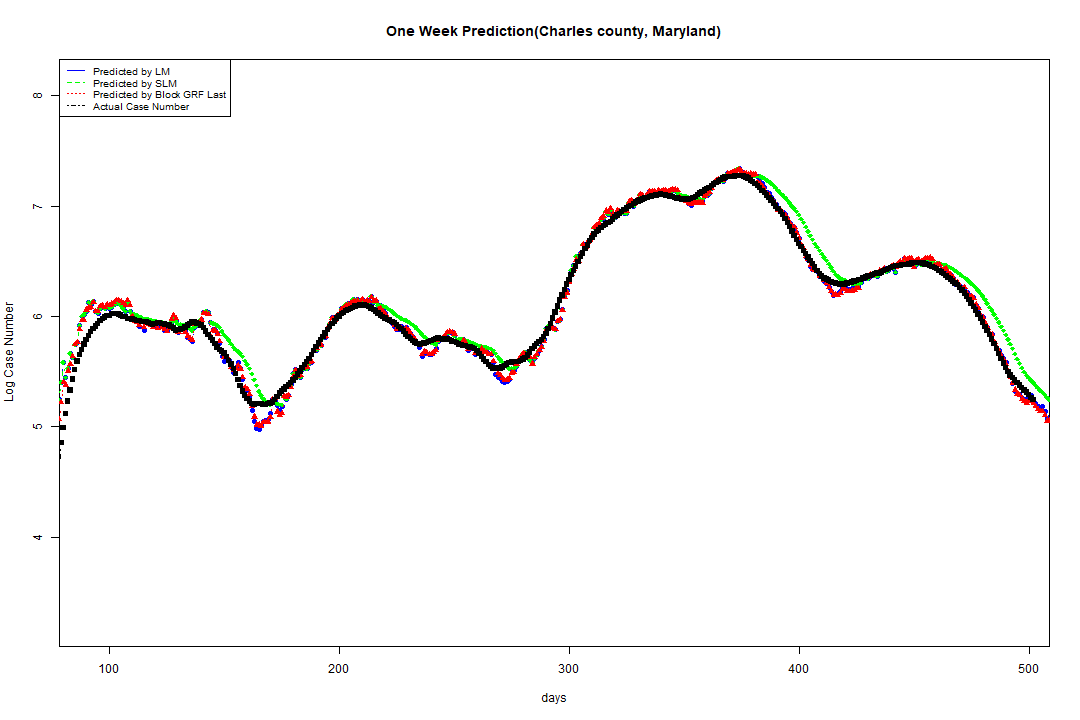 One Week Prediction(Charles county, Maryland)
Predicted by LM
Predicted by SLM
Predicted by Block GRF Last
Actual Case Number
8
7
6
5
4
Log Case Number
100 200 300 400 500
days